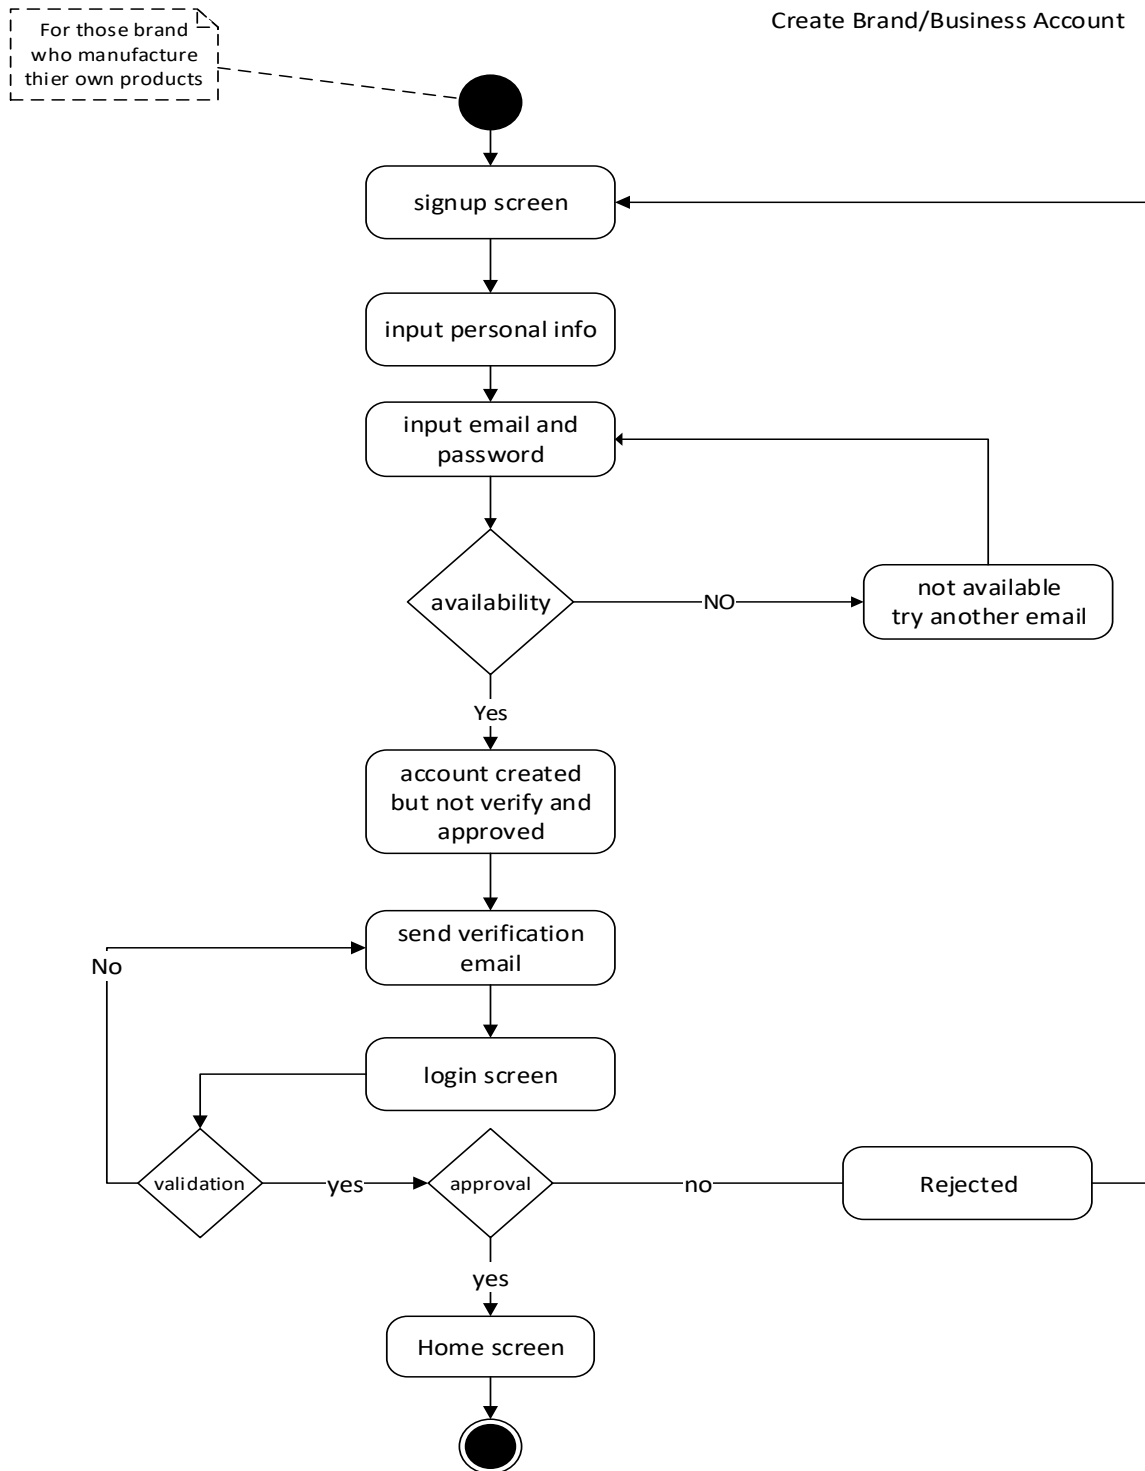 Create Brand/Business Account
For those brand
who manufacture
thier own products
signup screen
input personal info
input email and
password
availability
NO
not available
try another email
Yes
account created
but not verify and
approved
send verification
email
No
login screen
validation
yes
approval
no
Rejected
yes
Home screen